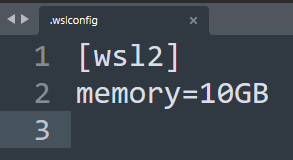 .wslconfig
1 [wsl2]
2 memory=10GB
3